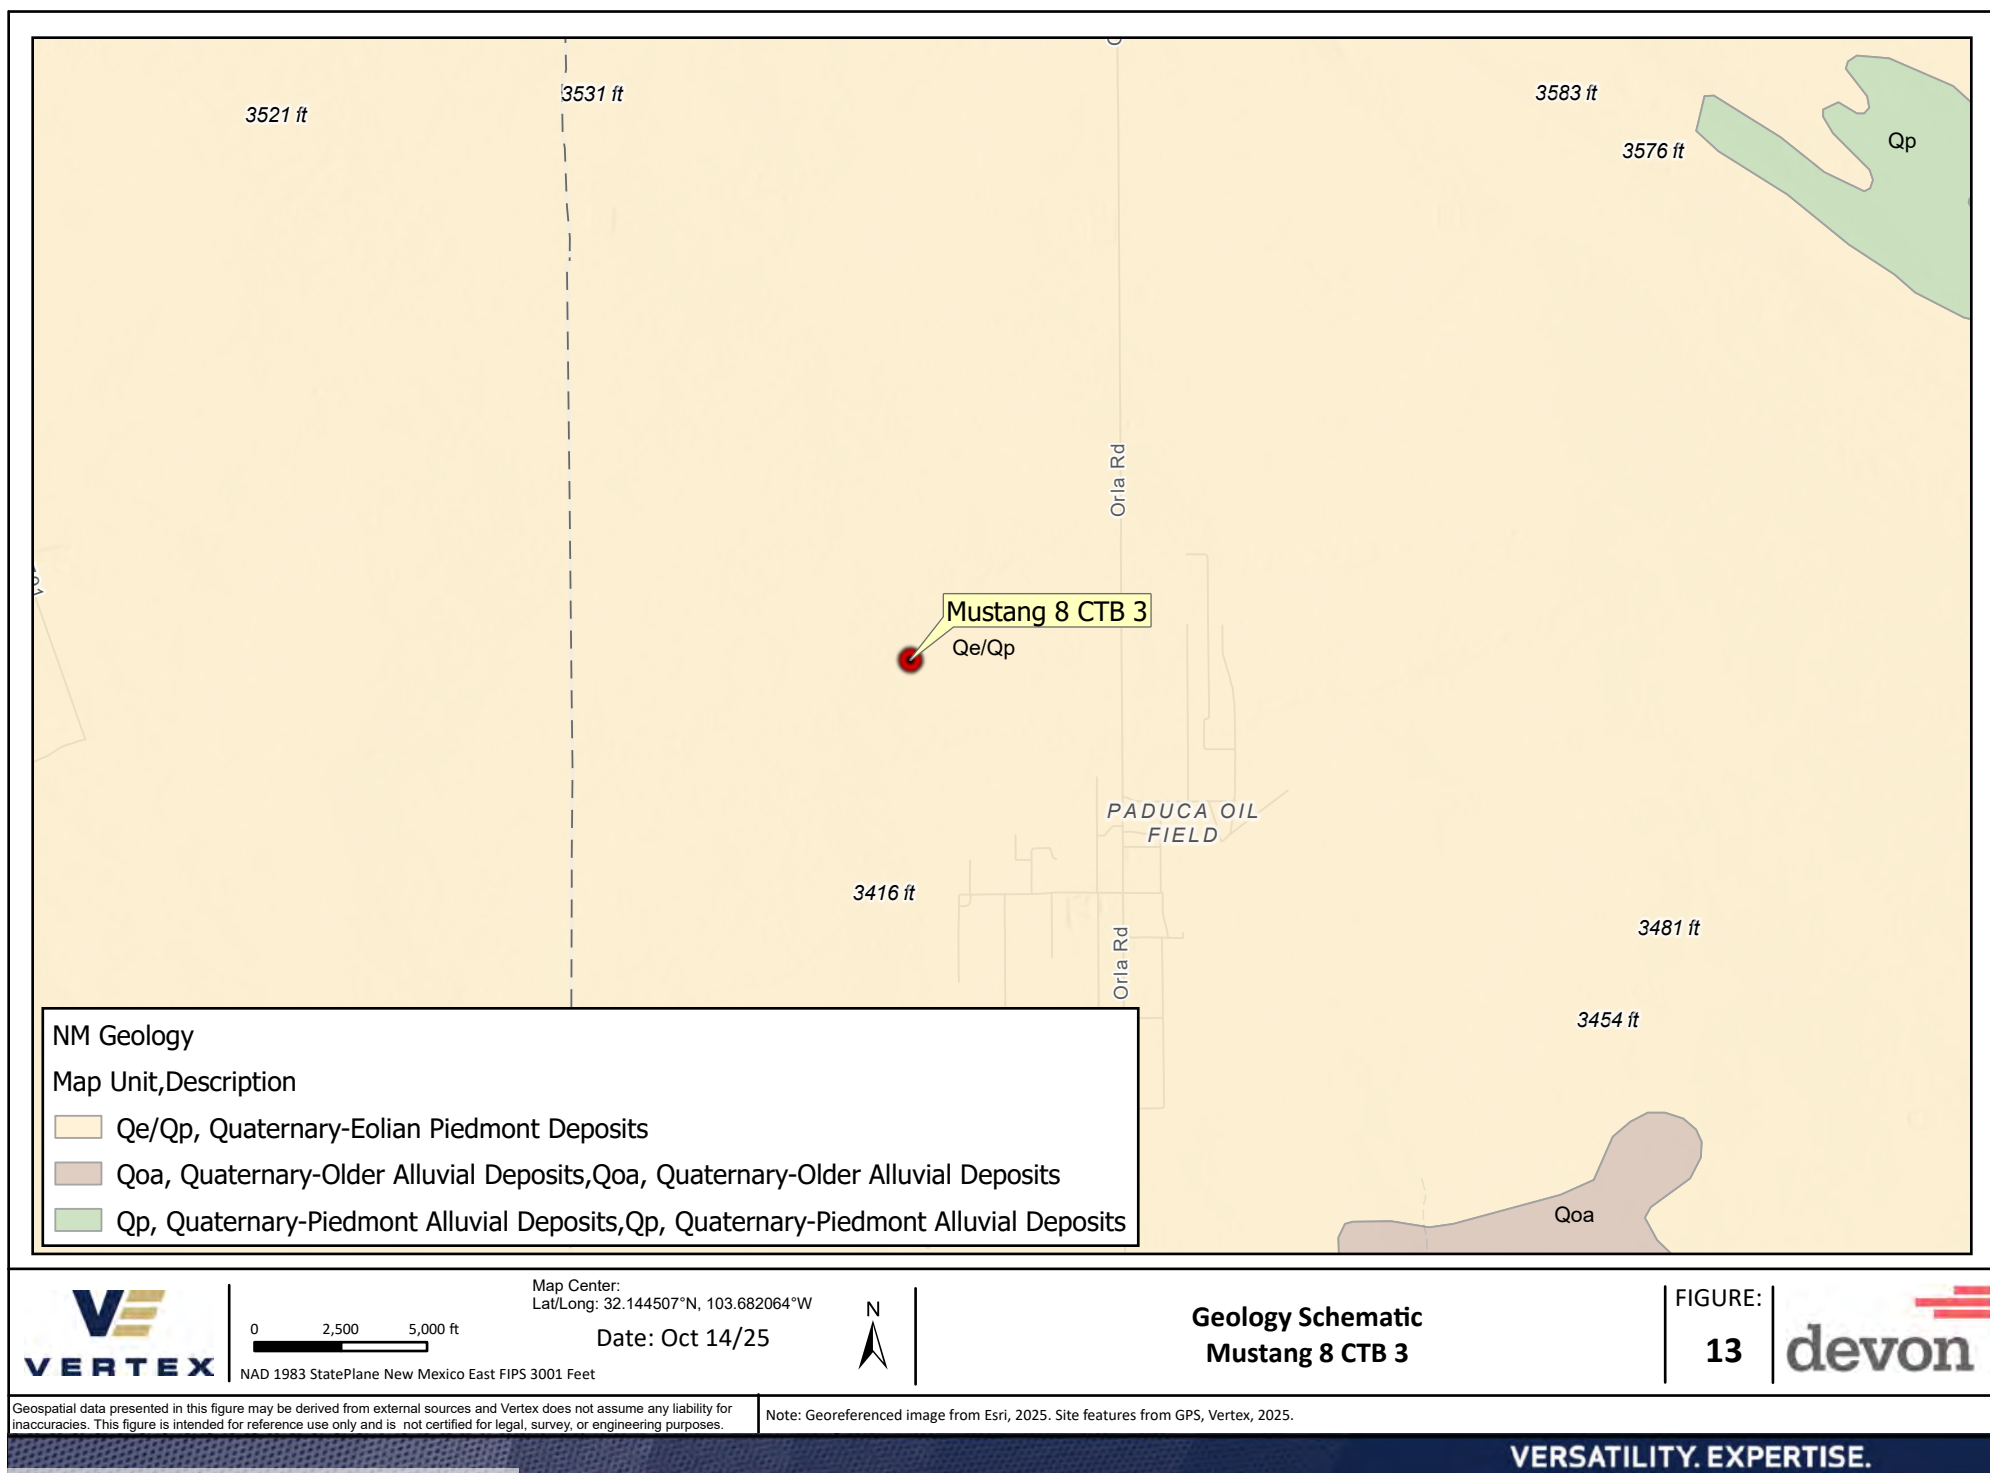 3521 ft
3531 ft
3583 ft
3576 ft
Qp
Orla Rd
Mustang 8 CTB 3
Qe/Qp
PADUCA OIL
FIELD
3416 ft
Orla Rd
3481 ft
3454 ft
Qoa
NM Geology
Map Unit,Description
Qe/Qp, Quaternary-Eolian Piedmont Deposits
Qoa, Quaternary-Older Alluvial Deposits,Qoa, Quaternary-Older Alluvial Deposits
Qp, Quaternary-Piedmont Alluvial Deposits,Qp, Quaternary-Piedmont Alluvial Deposits
VE
VERTEX
0 2,500 5,000 ft
NAD 1983 StatePlane New Mexico East FIPS 3001 Feet
Map Center:
Lat/Long: 32.144507°N, 103.682064°W
Date: Oct 14/25
N
Geology Schematic
Mustang 8 CTB 3
FIGURE:
13
devon
Geospatial data presented in this figure may be derived from external sources and Vertex does not assume any liability for
inaccuracies. This figure is intended for reference use only and is not certified for legal, survey, or engineering purposes.
Note: Georeferenced image from Esri, 2025. Site features from GPS, Vertex, 2025.
VERSATILITY. EXPERTISE.